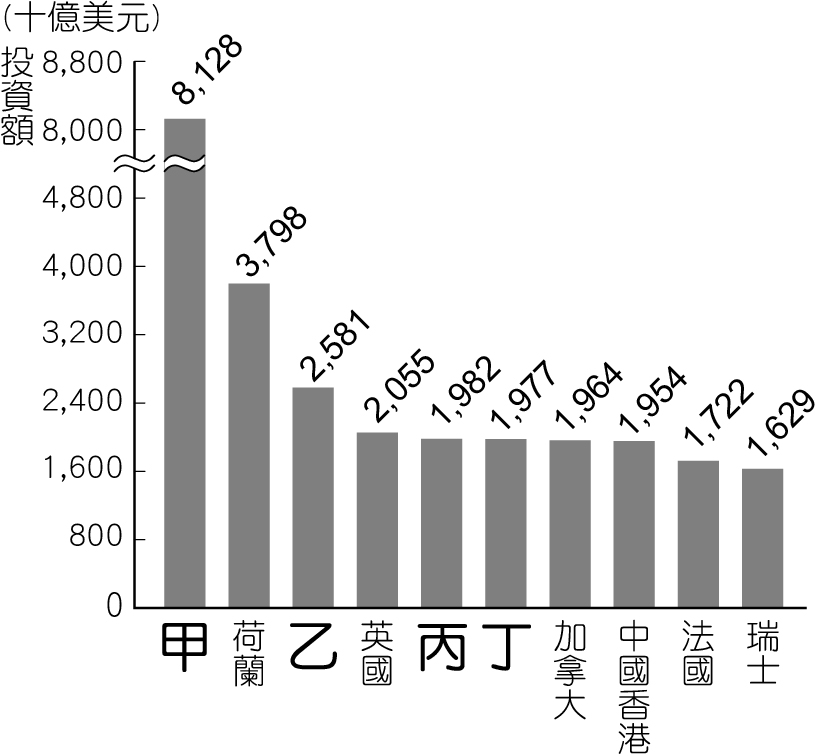 (十億美元)
投資額
8,800
8,000
4,800
4,000
3,200
2,400
1,600
800
0
8,128
3,798
2,581
2,055
1,982
1,977
1,964
1,954
1,722
1,629
甲
荷蘭
乙
英國
丙
丁
加拿大
中國香港
法國
瑞士